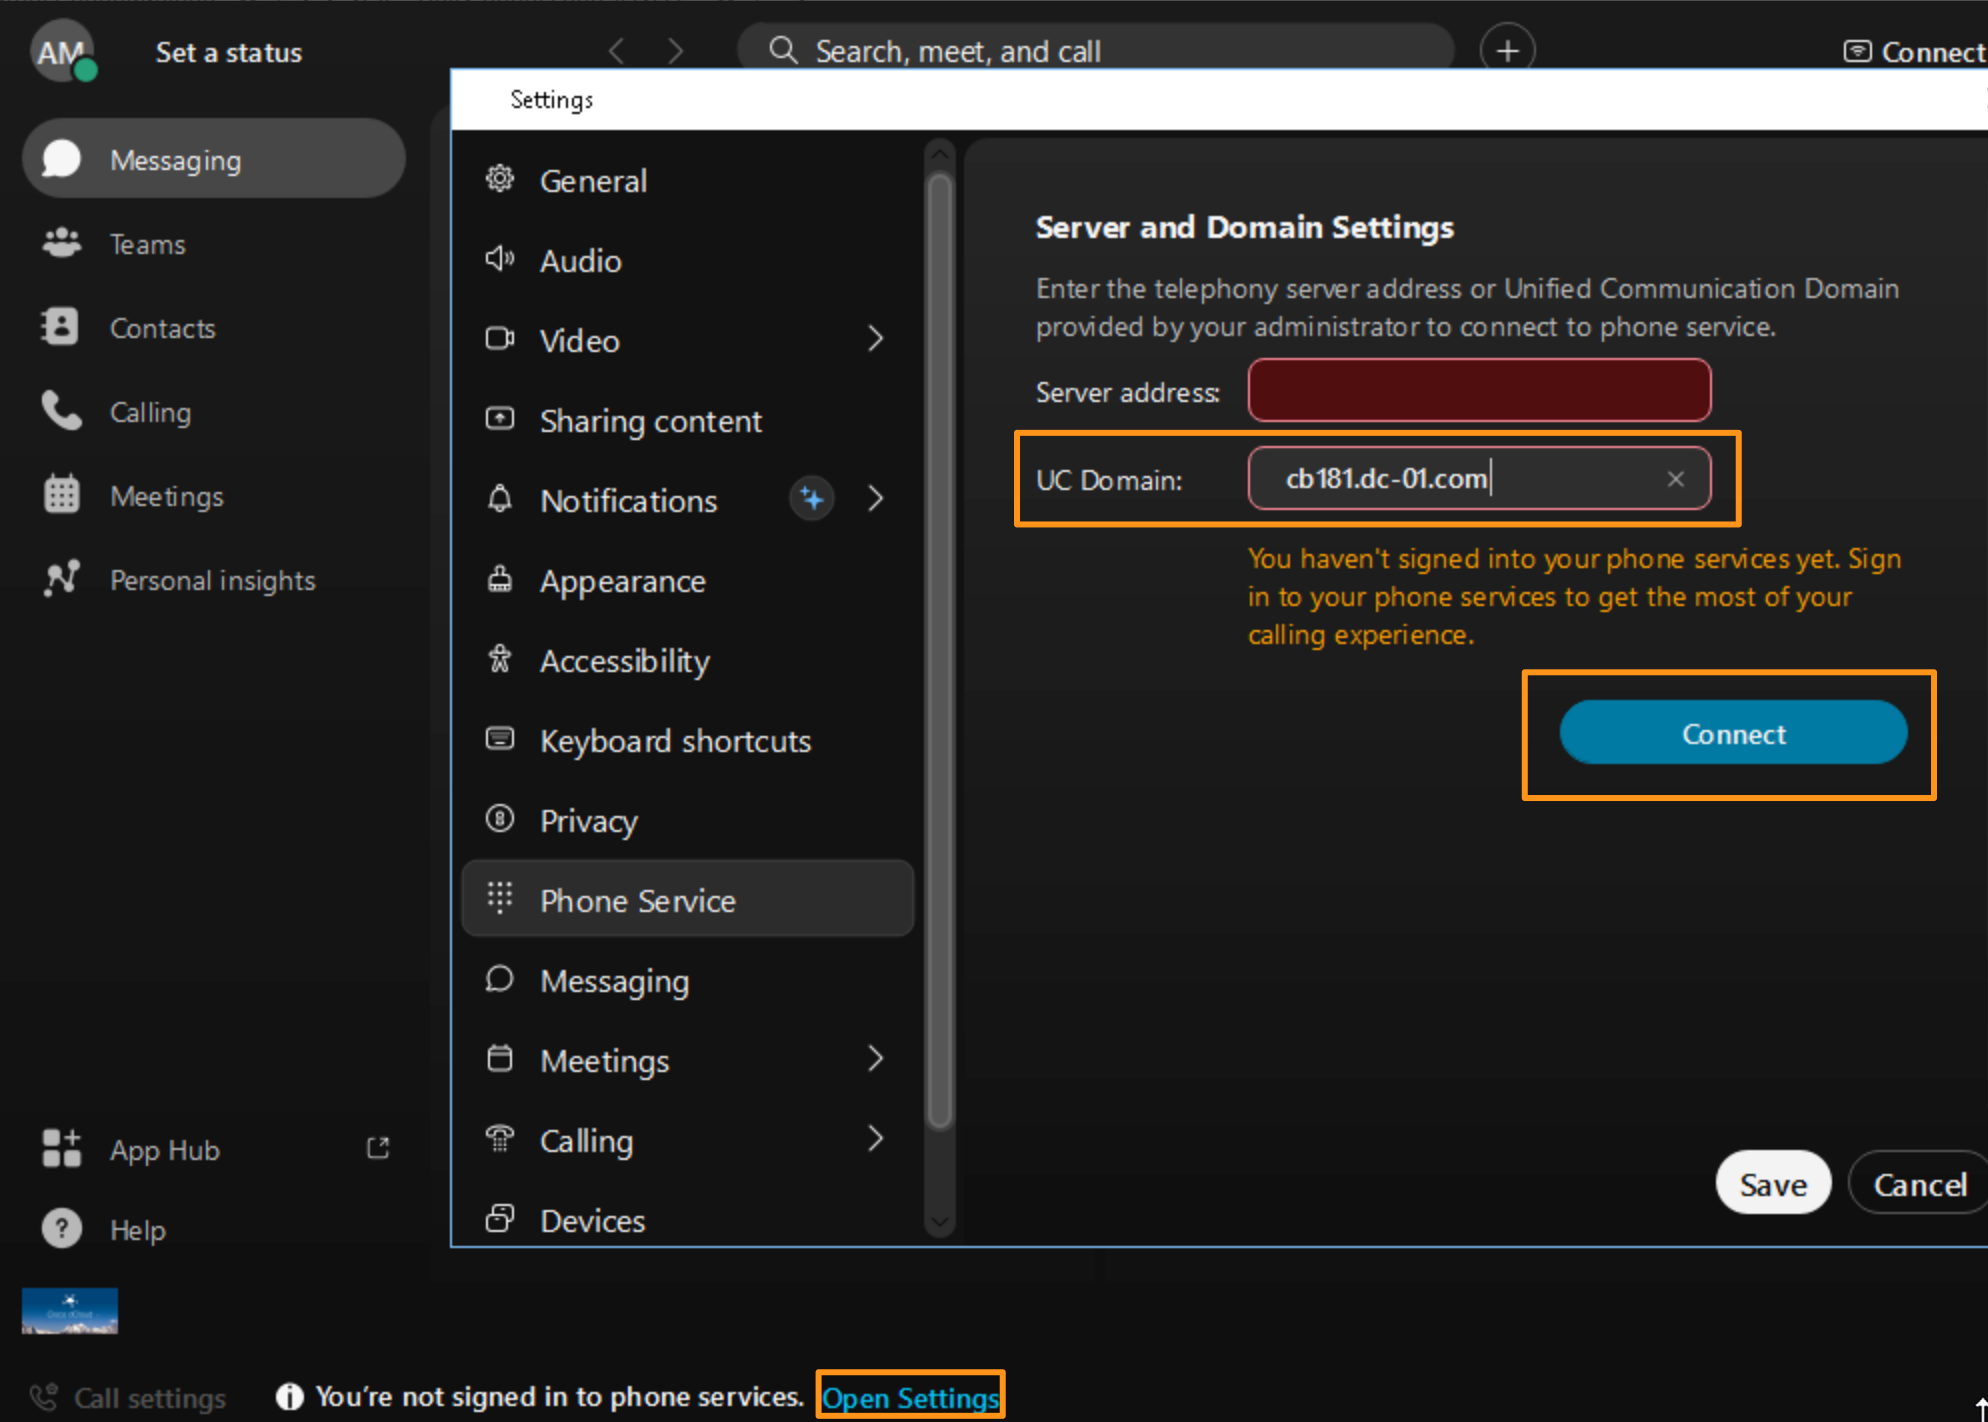 AM
Set a status
Search, meet, and call
Connect
Settings
Messaging
Teams
Contacts
Calling
Meetings
Personal insights
App Hub
Help
General
Audio
Video
Sharing content
Notifications
Appearance
Accessibility
Keyboard shortcuts
Privacy
Phone Service
Messaging
Meetings
Calling
Devices
Server and Domain Settings
Enter the telephony server address or Unified Communication Domain
provided by your administrator to connect to phone service.
Server address:
UC Domain: cb181.dc-01.com
You haven't signed into your phone services yet. Sign
in to your phone services to get the most of your
calling experience.
Connect
Save
Cancel
Call settings
You're not signed in to phone services. Open Settings